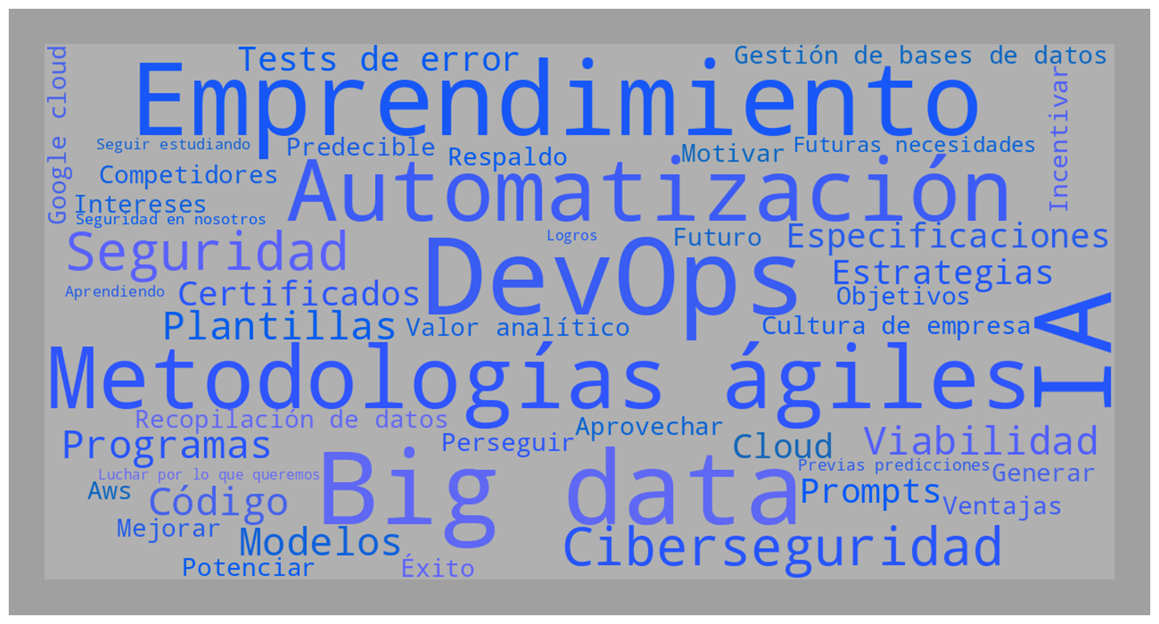 Tests de error
Gestión de bases de datos
Google cloud
Emprendimiento
Incentivar
Seguir estudiando
Predecible
Respaldo
Motivar
Futuras necesidades
Competidores
Automatización
Intereses
Seguridad en nosotros
Seguridad
Logros
Futuro
Especificaciones
DevOps
Estrategias
Aprendiendo
Certificados
Objetivos
Plantillas
Valor analítico
Cultura de empresa
IA
Metodologías ágiles
Recopilación de datos
Aprovechar
Programas
Perseguir
Cloud
Viabilidad
Luchar por lo que queremos
Big data
Previas predicciones
Generar
Aws
Código
Prompts
Ventajas
Mejorar
Modelos
Ciberseguridad
Potenciar
Éxito